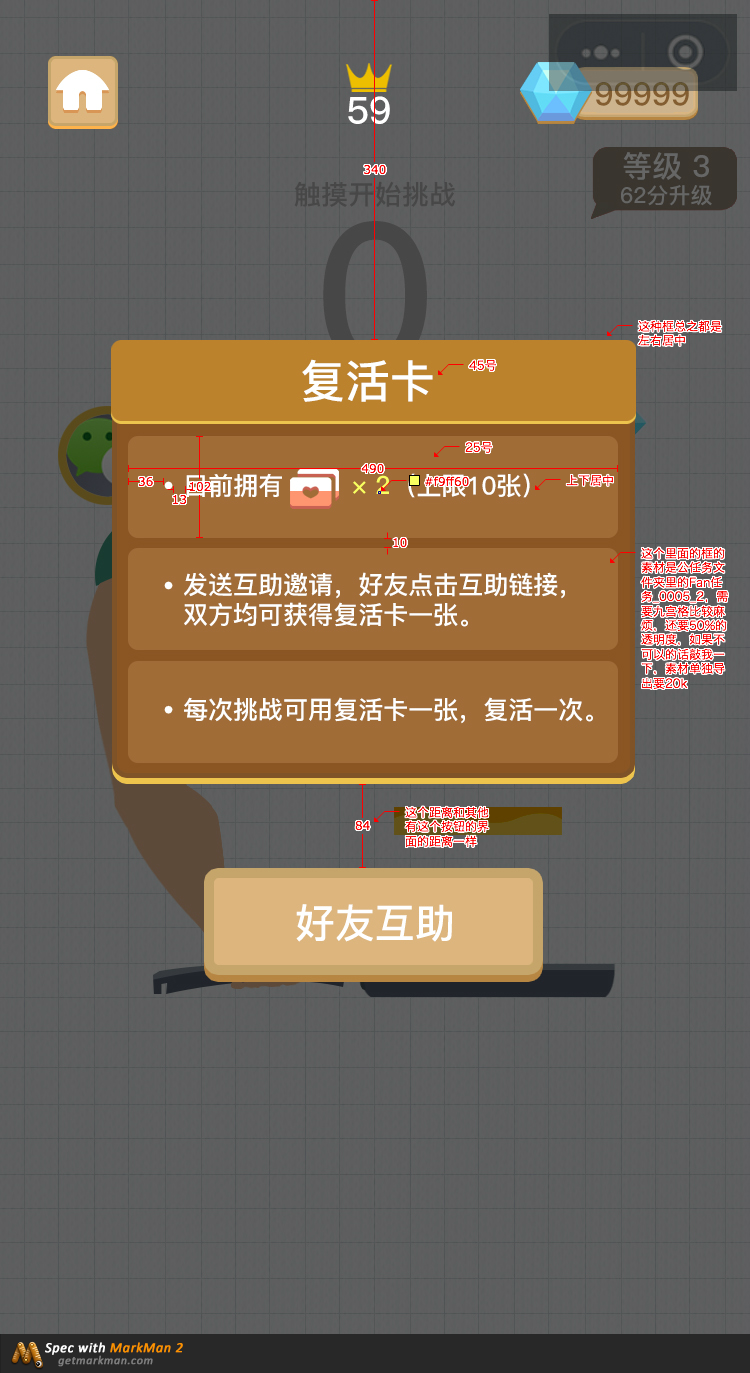 59
99999
340
等级 3
62分升级
触摸开始挑战
0
这种框总之都是
左右居中
复活卡
45号
25号
490
36
13
102
目前拥有 × 2 (上限10张)
#f9ff60
上下居中
10
这个里面的框的
素材是公任务文
件夹里的Fan任
务_0005_2，需
要九宫格比较麻
烦，还要50%的
透明度，如果不
可以的话敲我一
下，素材单独导
出要20k
• 发送互助邀请，好友点击互助链接，
双方均可获得复活卡一张。
• 每次挑战可用复活卡一张，复活一次。
84
这个距离和其他
有这个按钮的界
面的距离一样
好友互助
Spec with MarkMan 2
getmarkman.com